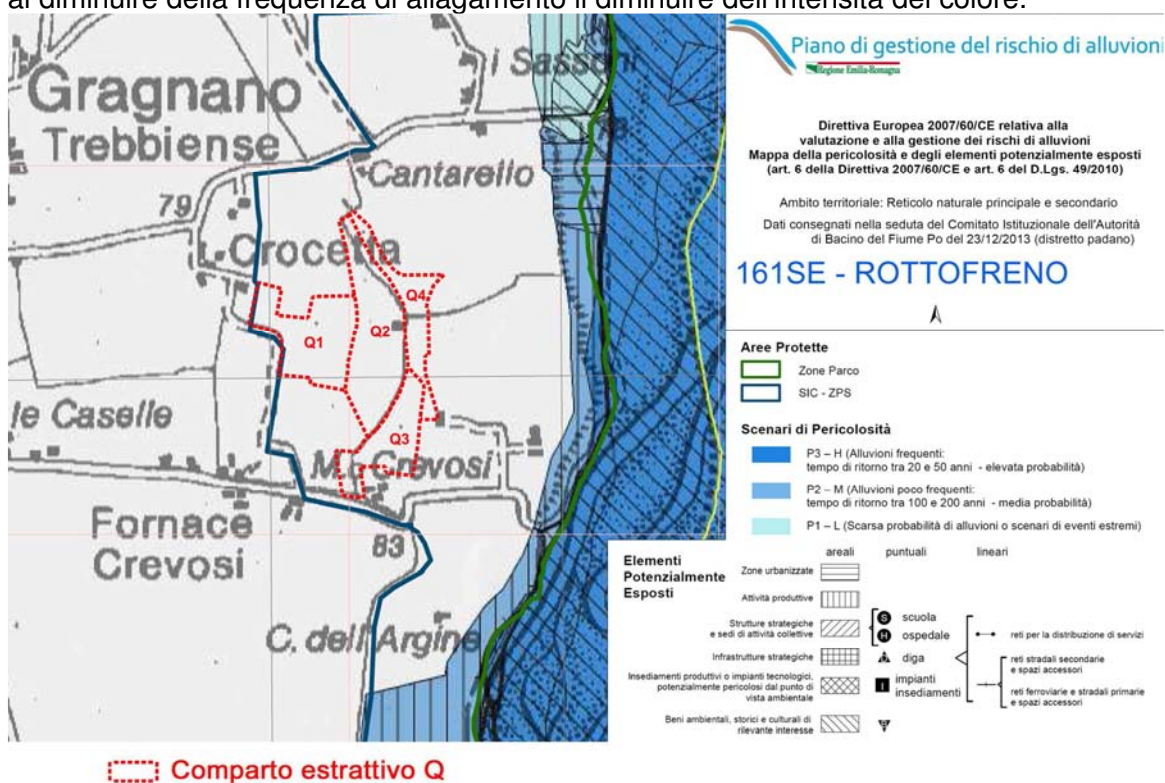 al diminuire della frequenza di allagamento il diminuire dell'intensità del colore.
Gragnano
Trebbiense
i Sassoni
Cantarello
79
Crocetta
Q4
Q2
Q1
le Caselle
Q3
M. Crevosi
Fornace
Crevosi
83
C. dell'Argine
Piano di gestione del rischio di alluvioni
Regione Emilia-Romagna
Direttiva Europea 2007/60/CE relativa alla
valutazione e alla gestione dei rischi di alluvioni
Mappa della pericolosità e degli elementi potenzialmente esposti
(art. 6 della Direttiva 2007/60/CE e art. 6 del D.Lgs. 49/2010)
Ambito territoriale: Reticolo naturale principale e secondario
Dati consegnati nella seduta del Comitato Istituzionale dell'Autorità
di Bacino del Fiume Po del 23/12/2013 (distretto padano)
161SE - ROTTOFRENO
Aree Protette
Zone Parco
SIC - ZPS
Scenari di Pericolosità
P3 – H (Alluvioni frequenti:
tempo di ritorno tra 20 e 50 anni - elevata probabilità)
P2 – M (Alluvioni poco frequenti:
tempo di ritorno tra 100 e 200 anni - media probabilità)
P1 – L (Scarsa probabilità di alluvioni o scenari di eventi estremi)
Elementi
Potenzialmente
Esposti
areali puntuali lineari
Zone urbanizzate
Attività produttive
Strutture strategiche
e sedi di attività collettive
S scuola
H ospedale
reti per la distribuzione di servizi
Infrastrutture strategiche
diga
reti stradali secondarie
e spazi accessori
Insediamenti produttivi o impianti tecnologici,
potenzialmente pericolosi dal punto di
vista ambientale
I impianti
insediamenti
reti ferroviarie e stradali primarie
e spazi accessori
Beni ambientali, storici e culturali di
rilevante interesse
Comparto estrattivo Q